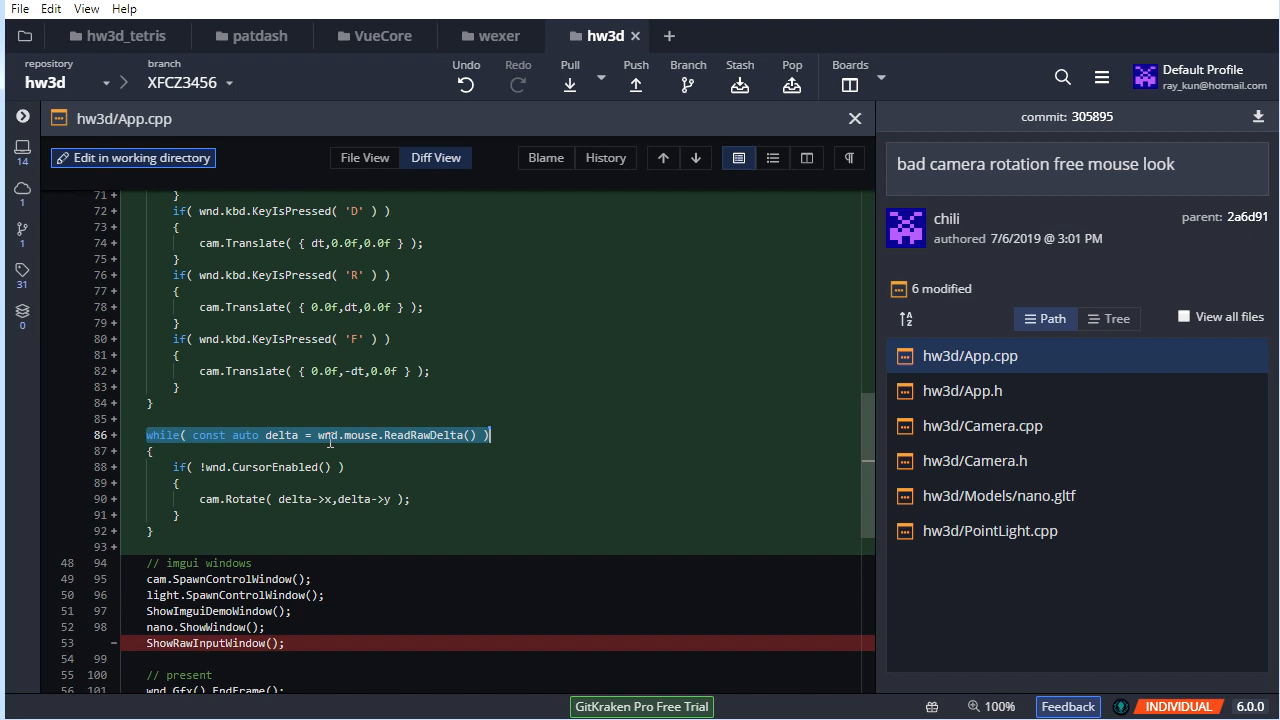 File Edit View Help
hw3d_tetris patdash VueCore wexer hw3d
repository
hw3d
branch
XFCZ3456
Undo Redo Pull Push Branch Stash Pop Boards
Default Profile
ray_kun@hotmail.com
hw3d/App.cpp
commit: 305895
Edit in working directory
File View Diff View Blame History
bad camera rotation free mouse look
chili
authored 7/6/2019 @ 3:01 PM
parent: 2a6d91
6 modified
Path Tree View all files
hw3d/App.cpp
hw3d/App.h
hw3d/Camera.cpp
hw3d/Camera.h
hw3d/Models/nano.gltf
hw3d/PointLight.cpp
14
1
1
31
0
71 + }
72 + if( wnd.kbd.KeyIsPressed( 'D' ) )
73 + {
74 + cam.Translate( { dt,0.0f,0.0f } );
75 + }
76 + if( wnd.kbd.KeyIsPressed( 'R' ) )
77 + {
78 + cam.Translate( { 0.0f,dt,0.0f } );
79 + }
80 + if( wnd.kbd.KeyIsPressed( 'F' ) )
81 + {
82 + cam.Translate( { 0.0f,-dt,0.0f } );
83 + }
84 + }
85 +
86 + while( const auto delta = wnd.mouse.ReadRawDelta() )
87 + {
88 + if( !wnd.CursorEnabled() )
89 + {
90 + cam.Rotate( delta->x,delta->y );
91 + }
92 + }
93 +
48 94 // imgui windows
49 95 cam.SpawnControlWindow();
50 96 light.SpawnControlWindow();
51 97 ShowImguiDemoWindow();
52 98 nano.ShowWindow();
53 - ShowRawInputWindow();
54 99
55 100 // present
56 101 wnd.Gfx().EndFrame();
GitKraken Pro Free Trial
100% Feedback INDIVIDUAL 6.0.0